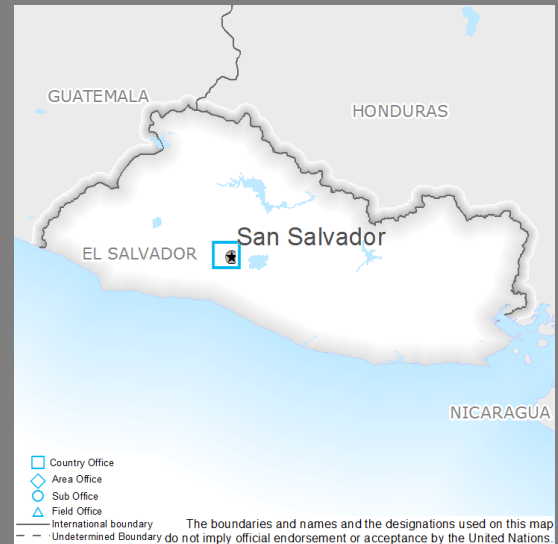 GUATEMALA
HONDURAS
San Salvador
EL SALVADOR
NICARAGUA
Country Office
Area Office
Sub Office
Field Office
International boundary
Undetermined Boundary
The boundaries and names and the designations used on this map
do not imply official endorsement or acceptance by the United Nations.